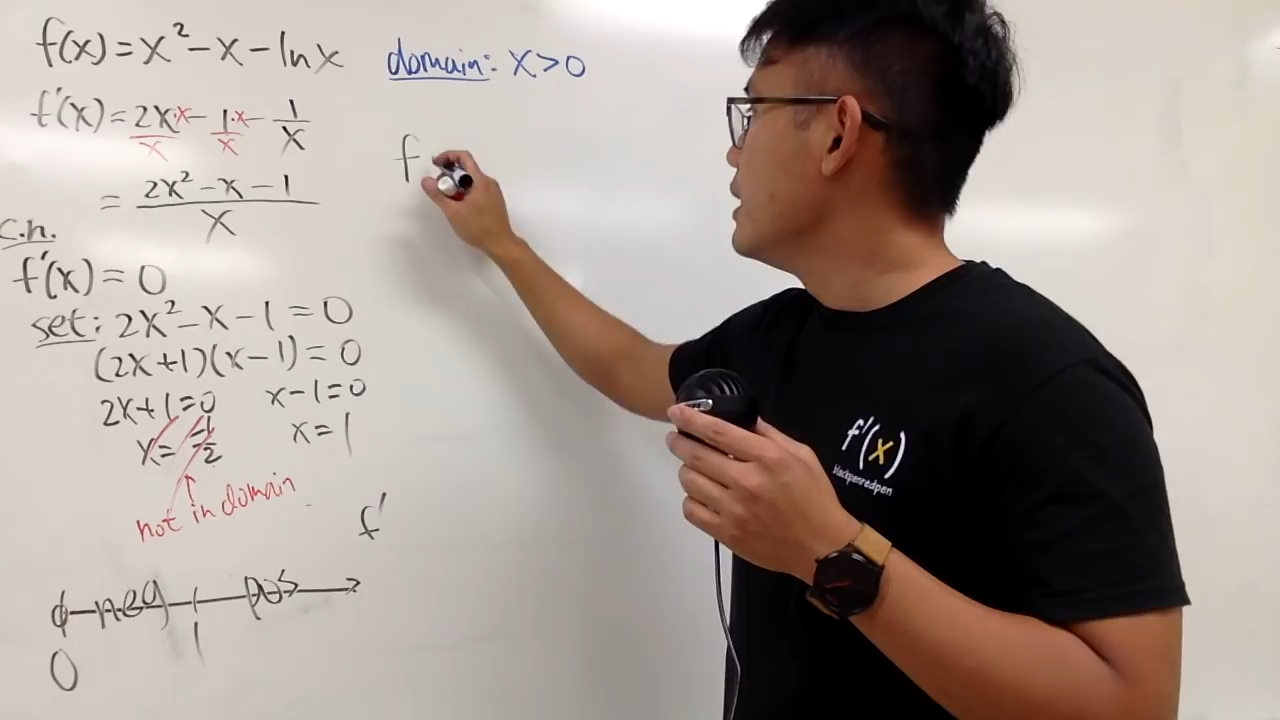 f(x) = x² - x - ln x
domain: x > 0
f'(x) = 2x·x/x - 1·x/x - 1/x
= (2x² - x - 1)/x
f
c.n.
f'(x) = 0
set: 2x² - x - 1 = 0
(2x + 1)(x - 1) = 0
2x + 1 = 0   x - 1 = 0
x = -1/2   x = 1
not in domain
f'
neg pos
0 1
f'(x)
blackpenredpen